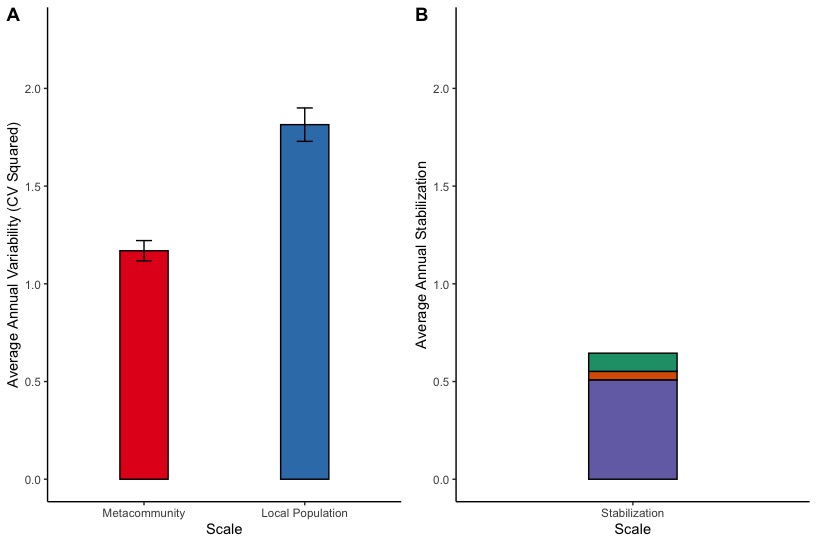 A
Average Annual Variability (CV Squared)
2.0
1.5
1.0
0.5
0.0
Metacommunity Local Population
Scale
B
Average Annual Stabilization
2.0
1.5
1.0
0.5
0.0
Stabilization
Scale